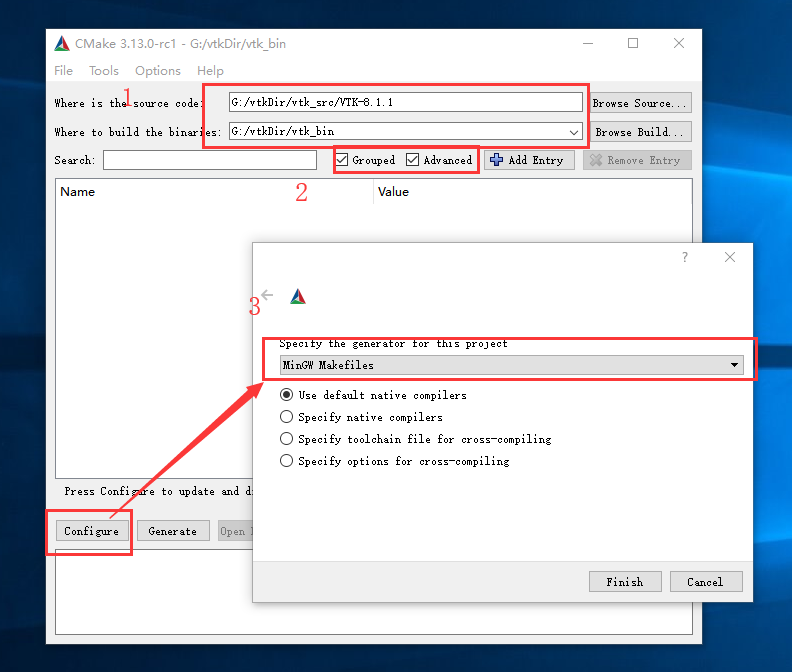 CMake 3.13.0-rc1 - G:/vtkDir/vtk_bin
File Tools Options Help
1
Where is the source code: G:/vtkDir/vtk_src/VTK-8.1.1 Browse Source...
Where to build the binaries: G:/vtkDir/vtk_bin Browse Build...
Search: Grouped Advanced Add Entry Remove Entry
Name Value
2
?
3
Specify the generator for this project
MinGW Makefiles
Use default native compilers
Specify native compilers
Specify toolchain file for cross-compiling
Specify options for cross-compiling
Press Configure to update and
Configure Generate Open
Finish Cancel